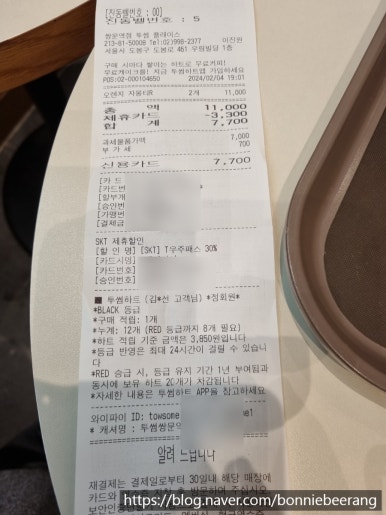 [진동벨번호 : 00]
진동벨번호 : 5
쌍문역점 투썸 플레이스
213-81-50008 Tel:02)998-2377 이진원
서울시 도봉구 도봉로 461 우림빌딩 1층
구매 시마다 쌓이는 하트로 무료커피!
무료케이크를! 지금 투썸하트앱 가입하세요
POS:02-000104650 2024/02/04 19:01
오렌지 자몽티R 2개 11,000
총 액 11,000
제휴카드 -3,300
합 계 7,700
과세물품가액 7,000
부 가 세 700
신용카드 7,700
[카 드
[카드번
[할부개
[승인번
[가맹번
[결제금
SKT 제휴할인
[할 인 명] [SKT] T우주패스 30%
[카드사명]
[카드번호]
[승인번호]
■ 투썸하트 (김*선 고객님) *정회원*
*BLACK 등급
*구매 적립: 1개
*누계: 12개 (RED 등급까지 8개 필요)
*하트 적립 기준 금액은 3,850원입니다
*등급 반영은 최대 24시간이 걸릴 수 있습니다
*RED 승급 시, 등급 유지 기간 1년 부여됨과
동시에 보유 하트 20개가 차감됩니다
*자세한 내용은 투썸하트 APP을 참고하세요
와이파이 ID: twosome
* 캐셔명 : 투썸쌍문
알려 드립니다
재결제는 결제일로부터 30일내 해당 매장에
카드와
https://blog.naver.com/bonniebeerang